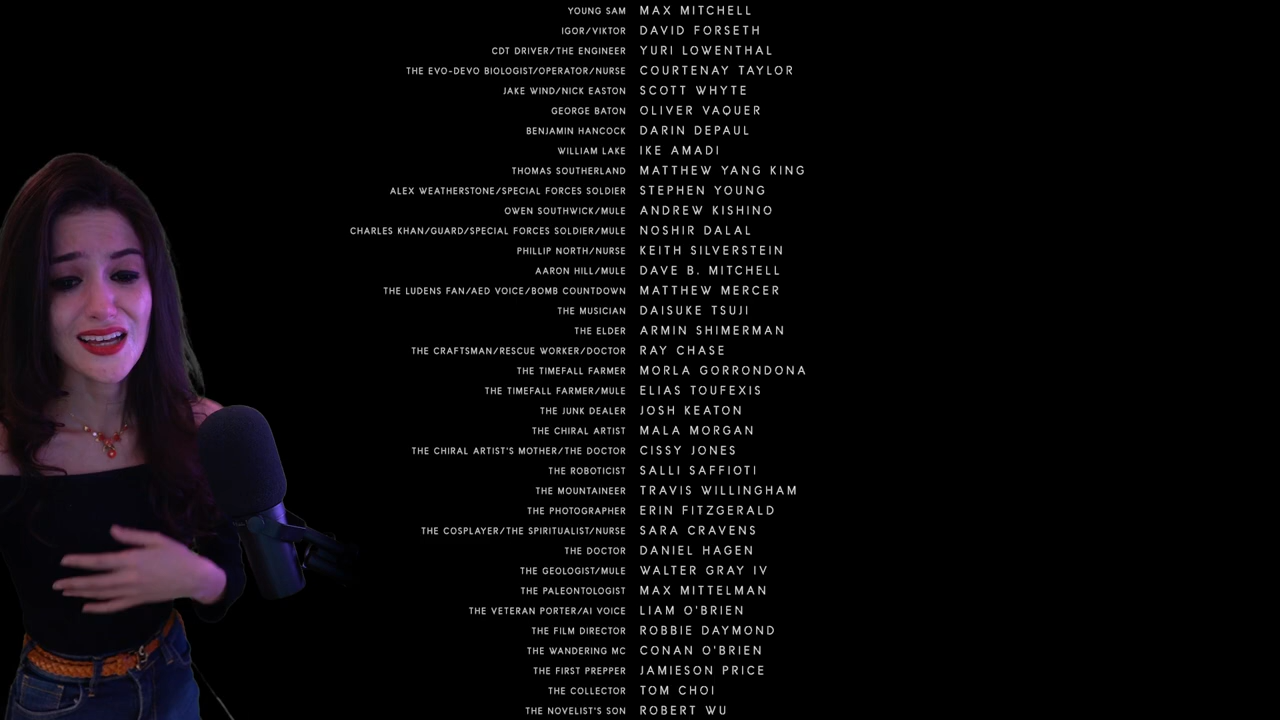 YOUNG SAM MAX MITCHELL
IGOR/VIKTOR DAVID FORSETH
CDT DRIVER/THE ENGINEER YURI LOWENTHAL
THE EVO-DEVO BIOLOGIST/OPERATOR/NURSE COURTENAY TAYLOR
JAKE WIND/NICK EASTON SCOTT WHYTE
GEORGE BATON OLIVER VAQUER
BENJAMIN HANCOCK DARIN DEPAUL
WILLIAM LAKE IKE AMADI
THOMAS SOUTHERLAND MATTHEW YANG KING
ALEX WEATHERSTONE/SPECIAL FORCES SOLDIER STEPHEN YOUNG
OWEN SOUTHWICK/MULE ANDREW KISHINO
CHARLES KHAN/GUARD/SPECIAL FORCES SOLDIER/MULE NOSHIR DALAL
PHILLIP NORTH/NURSE KEITH SILVERSTEIN
AARON HILL/MULE DAVE B. MITCHELL
THE LUDENS FAN/AED VOICE/BOMB COUNTDOWN MATTHEW MERCER
THE MUSICIAN DAISUKE TSUJI
THE ELDER ARMIN SHIMERMAN
THE CRAFTSMAN/RESCUE WORKER/DOCTOR RAY CHASE
THE TIMEFALL FARMER MORLA GORRONDONA
THE TIMEFALL FARMER/MULE ELIAS TOUFEXIS
THE JUNK DEALER JOSH KEATON
THE CHIRAL ARTIST MALA MORGAN
THE CHIRAL ARTIST'S MOTHER/THE DOCTOR CISSY JONES
THE ROBOTICIST SALLI SAFFIOTI
THE MOUNTAINEER TRAVIS WILLINGHAM
THE PHOTOGRAPHER ERIN FITZGERALD
THE COSPLAYER/THE SPIRITUALIST/NURSE SARA CRAVENS
THE DOCTOR DANIEL HAGEN
THE GEOLOGIST/MULE WALTER GRAY IV
THE PALEONTOLOGIST MAX MITTELMAN
THE VETERAN PORTER/AI VOICE LIAM O'BRIEN
THE FILM DIRECTOR ROBBIE DAYMOND
THE WANDERING MC CONAN O'BRIEN
THE FIRST PREPPER JAMIESON PRICE
THE COLLECTOR TOM CHOI
THE NOVELIST'S SON ROBERT WU